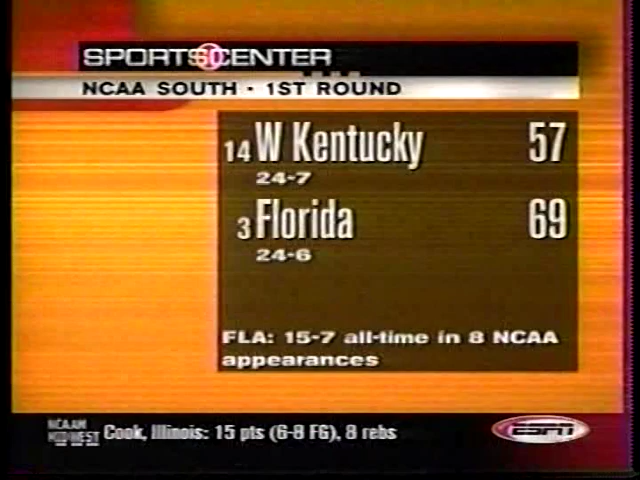 SPORTSCENTER
NCAA SOUTH · 1ST ROUND
14 W Kentucky 57
24-7
3 Florida 69
24-6
FLA: 15-7 all-time in 8 NCAA
appearances
NCAAM
MIDWEST
Cook, Illinois: 15 pts (6-8 FG), 8 rebs
ESPN